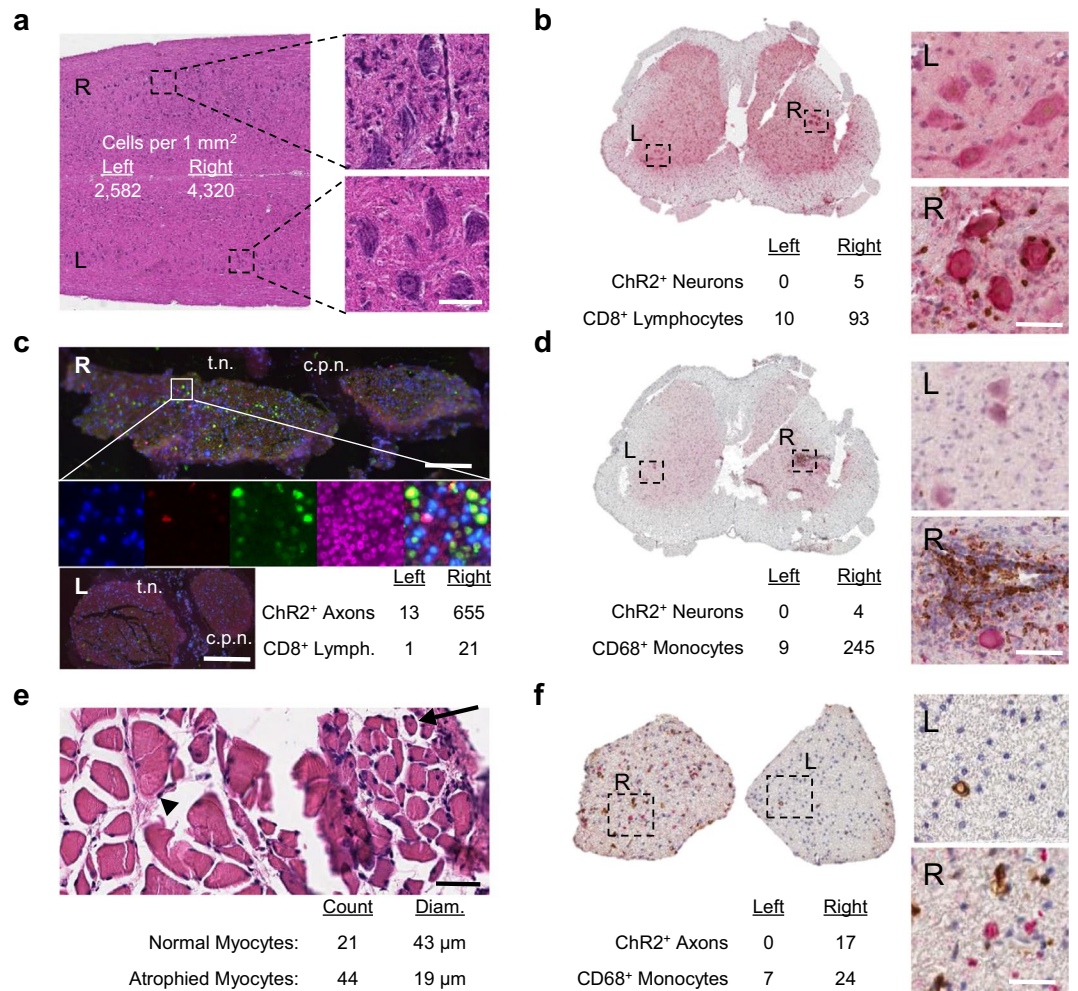 a
R
Cells per 1 mm²
Left Right
2,582 4,320
L
b
L
R
L
R
Left Right
ChR2⁺ Neurons 0 5
CD8⁺ Lymphocytes 10 93
c
R t.n. c.p.n.
L t.n.
c.p.n.
Left Right
ChR2⁺ Axons 13 655
CD8⁺ Lymph. 1 21
d
L
R
L
R
Left Right
ChR2⁺ Neurons 0 4
CD68⁺ Monocytes 9 245
e
Count Diam.
Normal Myocytes: 21 43 µm
Atrophied Myocytes: 44 19 µm
f
R
L
L
R
Left Right
ChR2⁺ Axons 0 17
CD68⁺ Monocytes 7 24